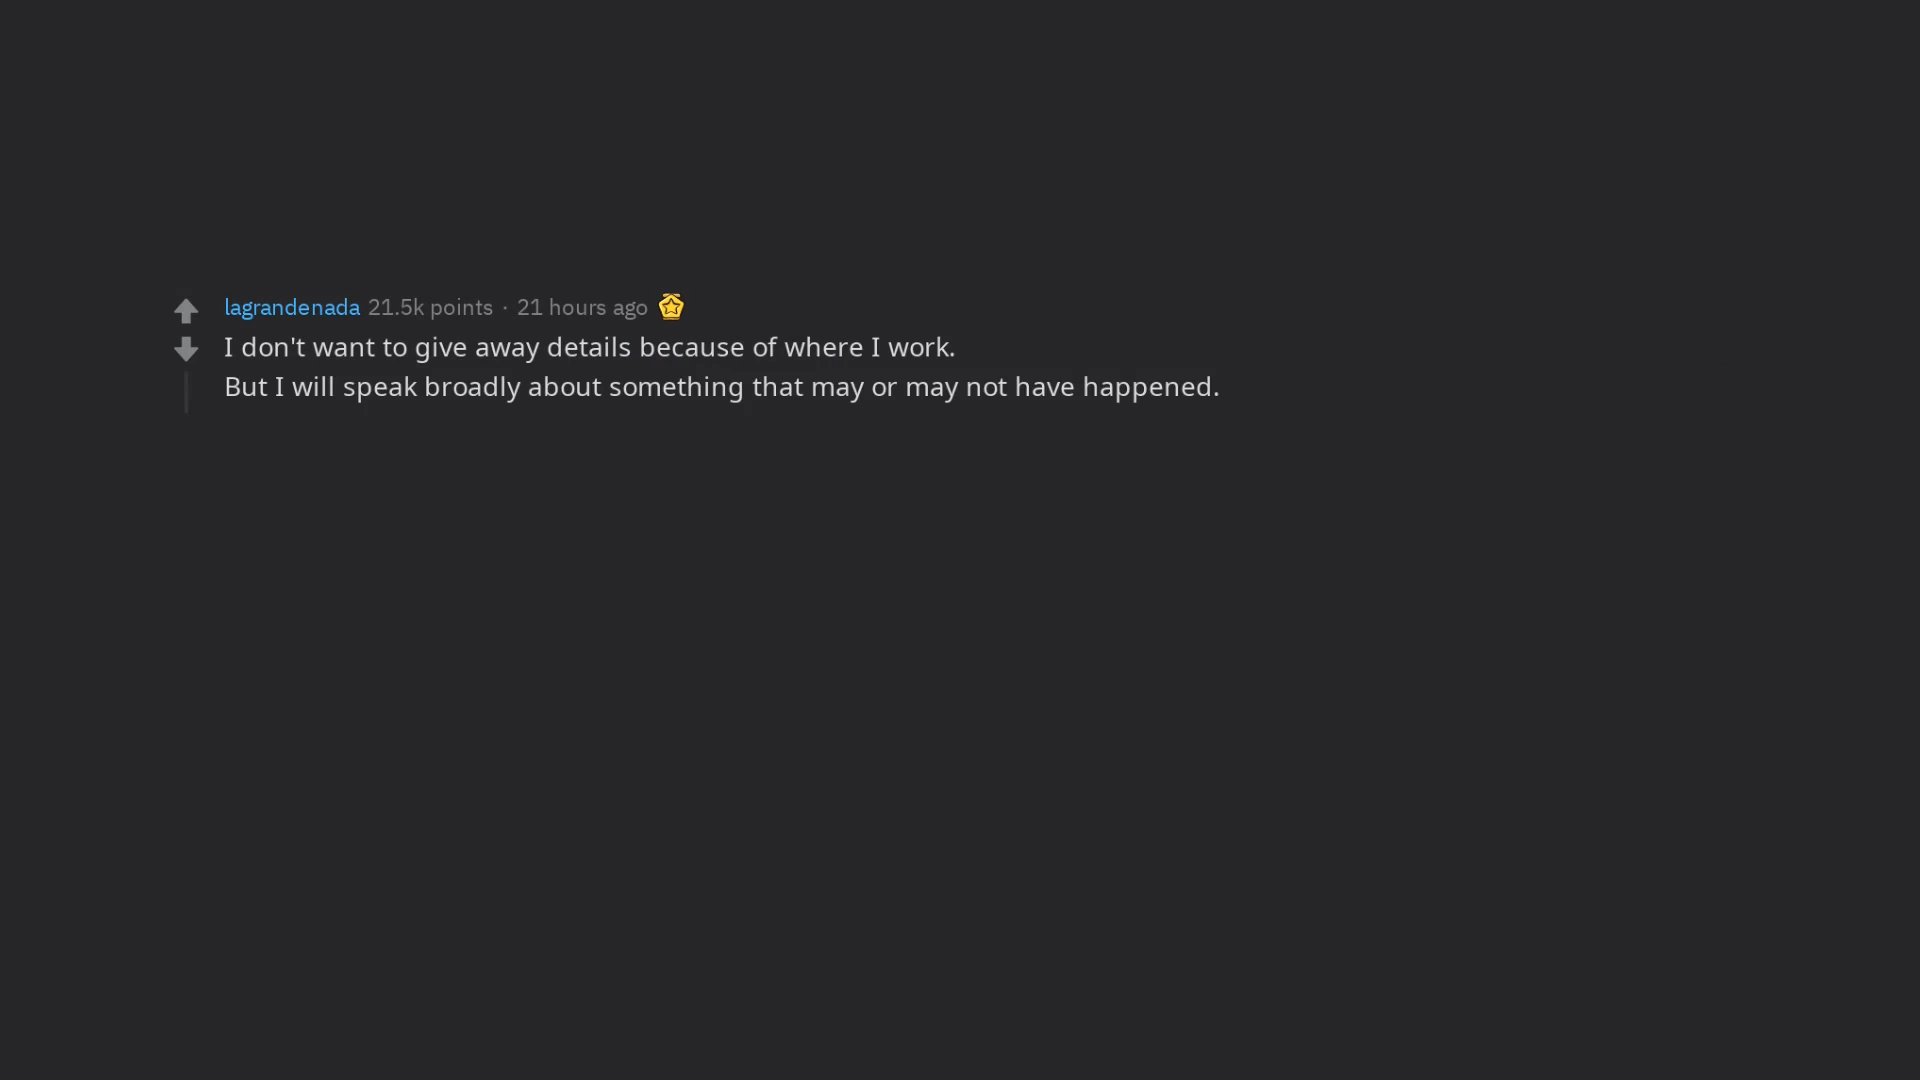 lagrandenada 21.5k points · 21 hours ago
I don't want to give away details because of where I work.
But I will speak broadly about something that may or may not have happened.